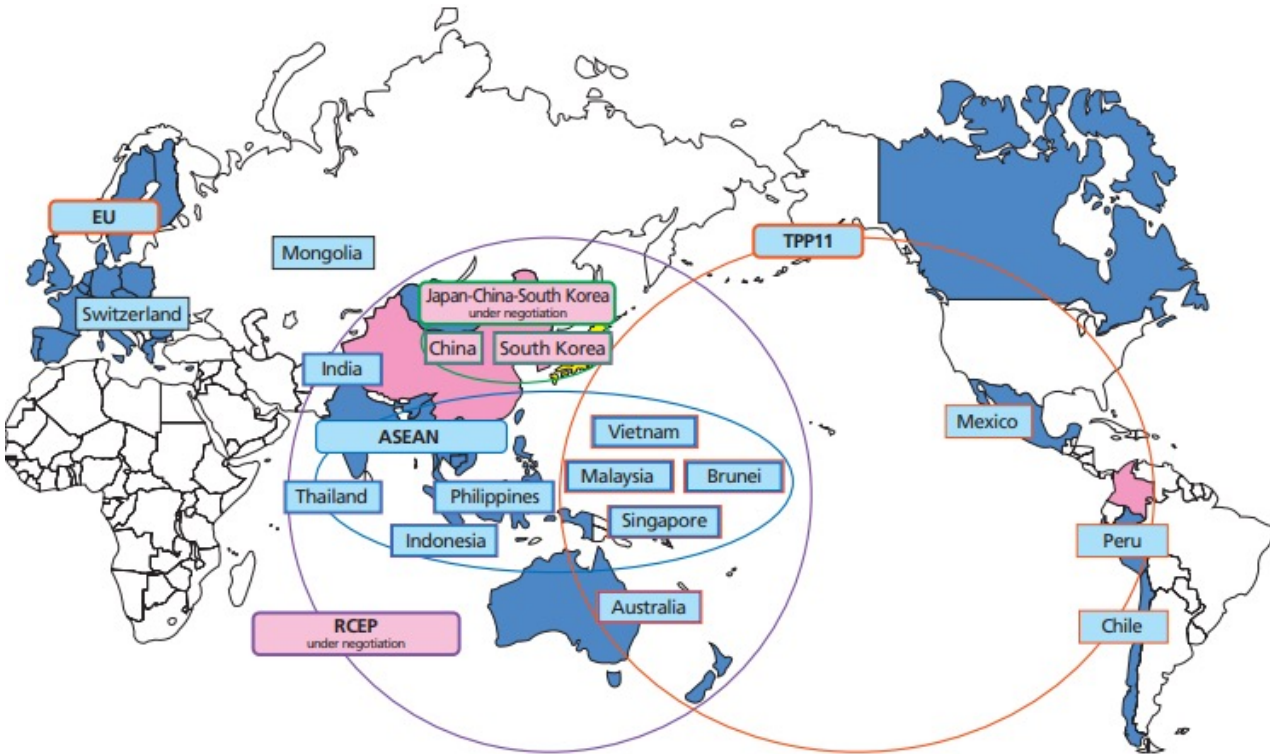 EU
TPP11
Mongolia
Japan-China-South Korea
under negotiation
Switzerland
China
South Korea
India
Mexico
ASEAN
Vietnam
Malaysia
Brunei
Thailand
Philippines
Singapore
Indonesia
Peru
Australia
RCEP
under negotiation
Chile